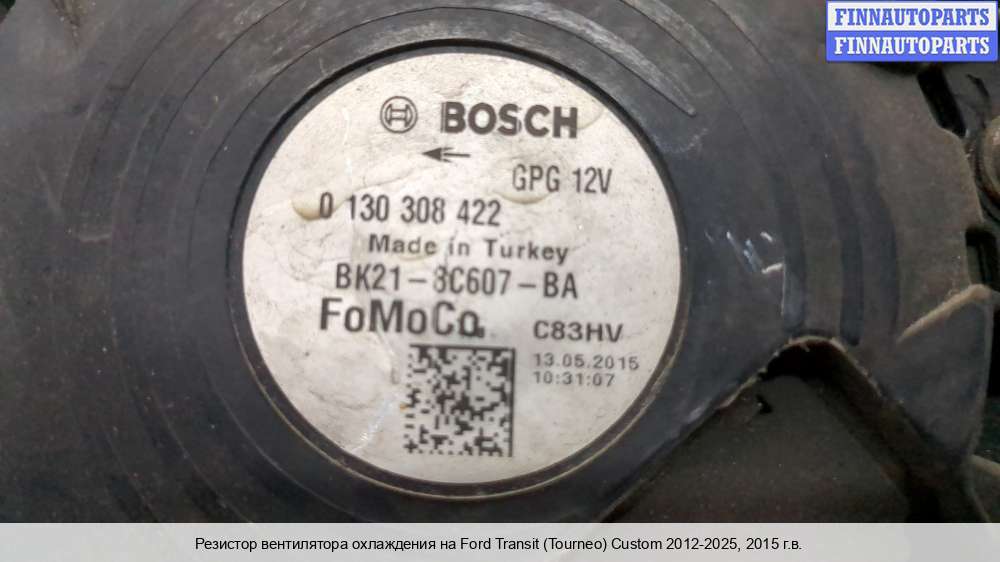 FINNAUTOPARTS
FINNAUTOPARTS
BOSCH
GPG 12V
0 130 308 422
Made in Turkey
BK21-8C607-BA
FoMoCo.
C83HV
13.05.2015
10:31:07
Резистор вентилятора охлаждения на Ford Transit (Tourneo) Custom 2012-2025, 2015 г.в.